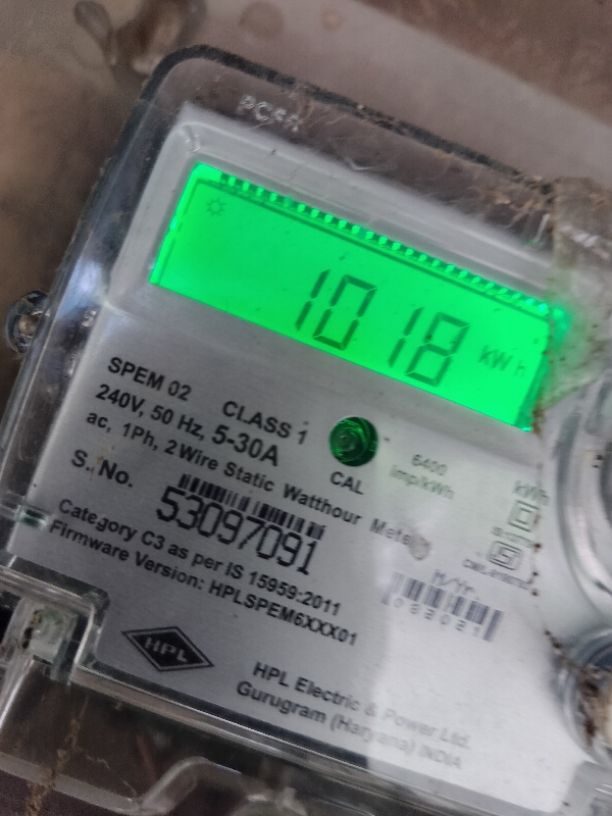 1018 kWh
SPEM 02 CLASS 1
240V, 50 Hz, 5-30A
ac, 1Ph, 2 Wire Static Watthour Meter
CAL
6400
imp/kWh
S. No.
53097091
Category C3 as per IS 15959:2011
Firmware Version: HPLSPEM6XXX01
HPL
HPL Electric & Power Ltd.
Gurugram (Haryana) INDIA